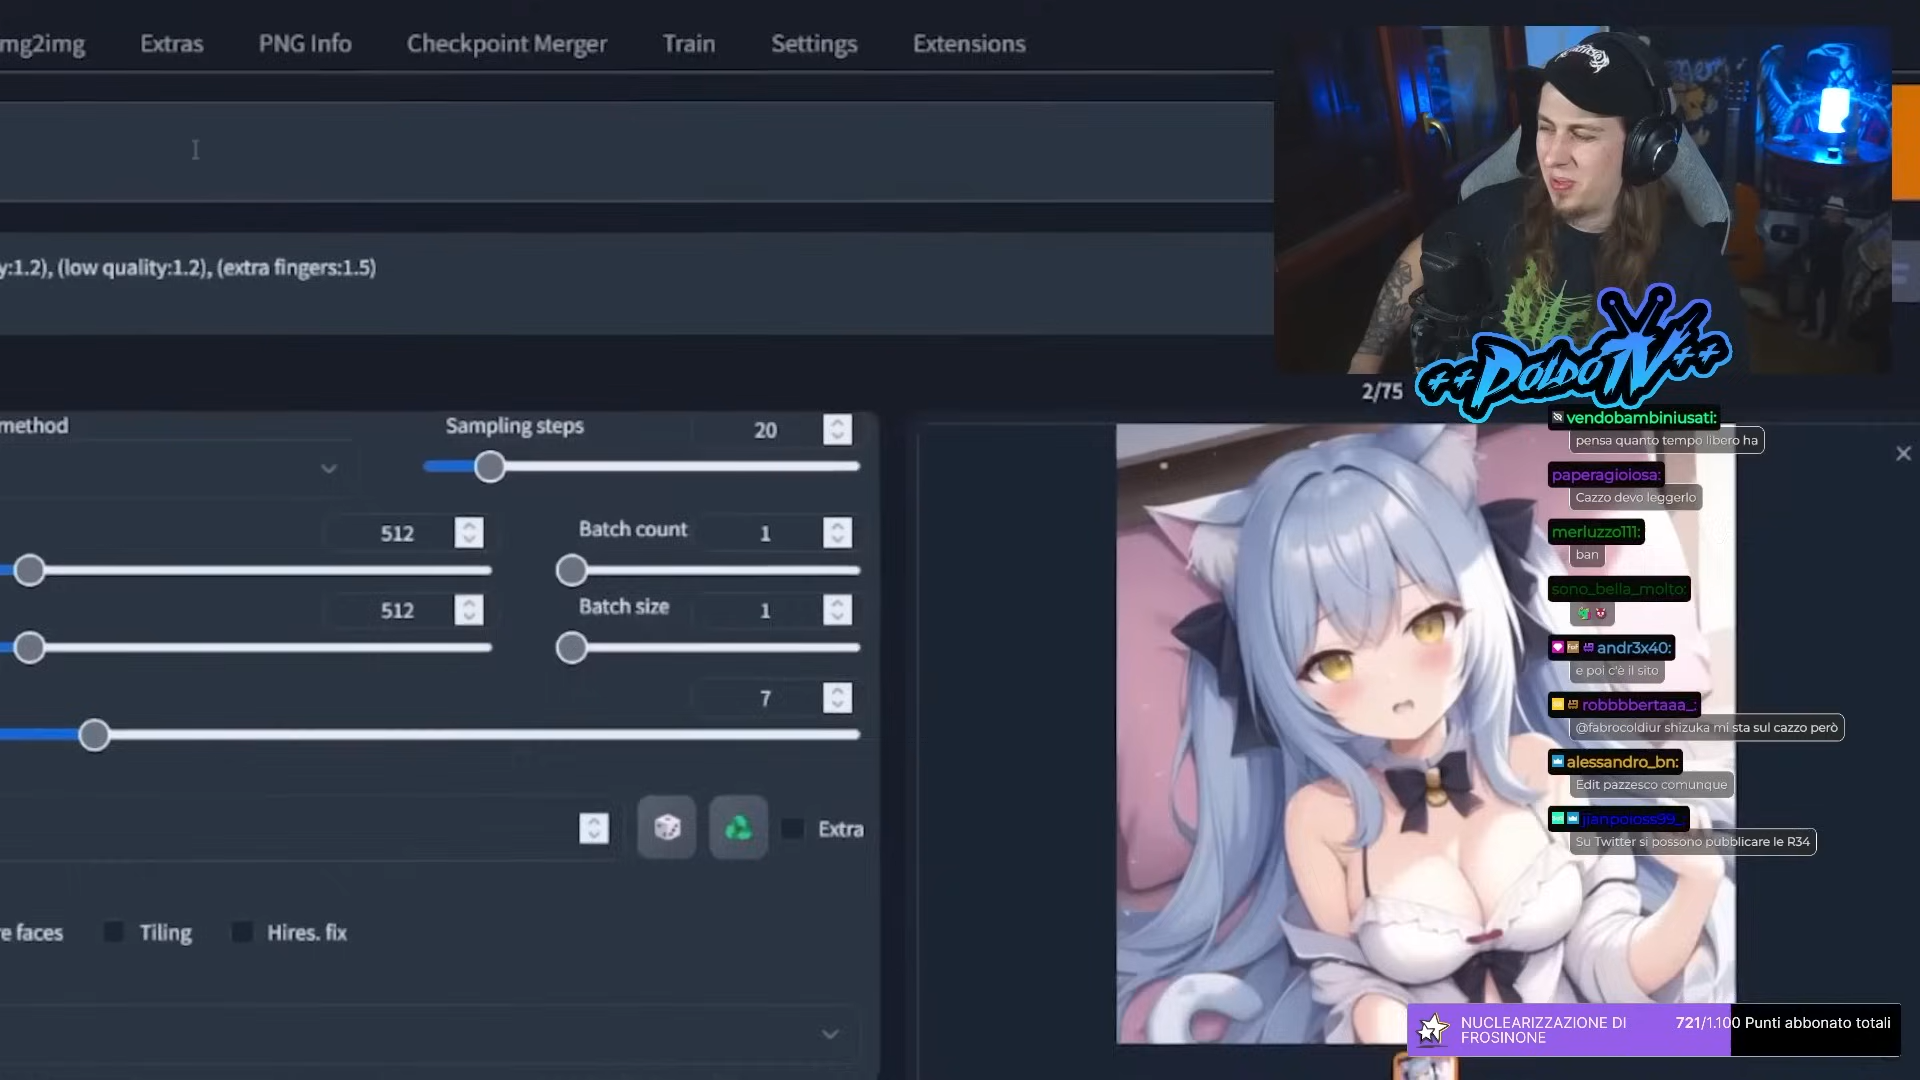 mg2img Extras PNG Info Checkpoint Merger Train Settings Extensions
y:1.2), (low quality:1.2), (extra fingers:1.5)
2/75
++DOLDOTV++
method
Sampling steps 20
512
Batch count 1
512
Batch size 1
7
Extra
e faces Tiling Hires. fix
vendobambiniusati:
pensa quanto tempo libero ha
paperagioiosa:
Cazzo devo leggerlo
merluzzo111:
ban
sono_bella_molto:
andr3x40:
e poi c'è il sito
robbbbertaaa_:
@fabrocoldiur shizuka mi sta sul cazzo però
alessandro_bn:
Edit pazzesco comunque
jianpoioss99_:
Su Twitter si possono pubblicare le R34
NUCLEARIZZAZIONE DI
FROSINONE
721/1.100 Punti abbonato totali